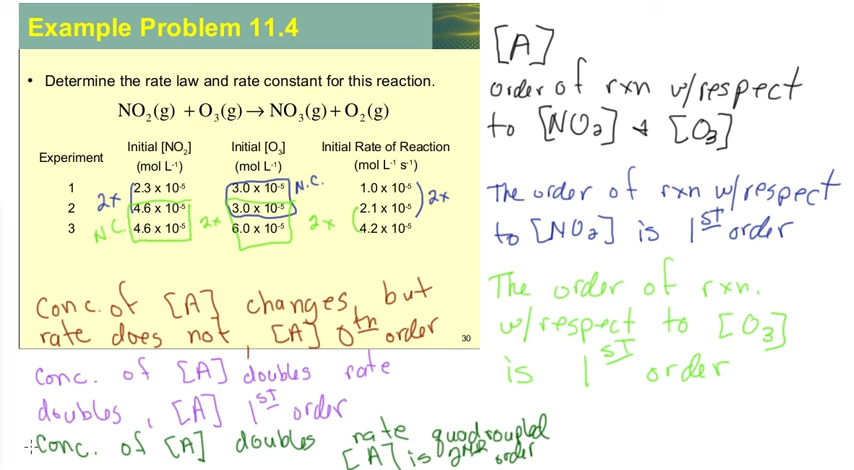 Example Problem 11.4
• Determine the rate law and rate constant for this reaction.
NO₂(g) + O₃(g) → NO₃(g) + O₂(g)
Experiment Initial [NO₂] (mol L⁻¹) Initial [O₃] (mol L⁻¹) Initial Rate of Reaction (mol L⁻¹ s⁻¹)
1 2.3 x 10⁻⁵ 3.0 x 10⁻⁵ N.C. 1.0 x 10⁻⁵
2x 2 4.6 x 10⁻⁵ 3.0 x 10⁻⁵ 2.1 x 10⁻⁵ 2x
N.C. 3 4.6 x 10⁻⁵ 2x 6.0 x 10⁻⁵ 2x 4.2 x 10⁻⁵
Conc. of [A] changes, but
rate does not, [A] 0th order
30
Conc. of [A] doubles rate
doubles, [A] 1ST order
Conc. of [A] doubles rate quadroupled
[A] is 2nd order
[A]
order of rxn w/respect
to [NO₂] & [O₃]
The order of rxn w/respect
to [NO₂] is 1ST order
The order of rxn.
w/respect to [O₃]
is 1ST order